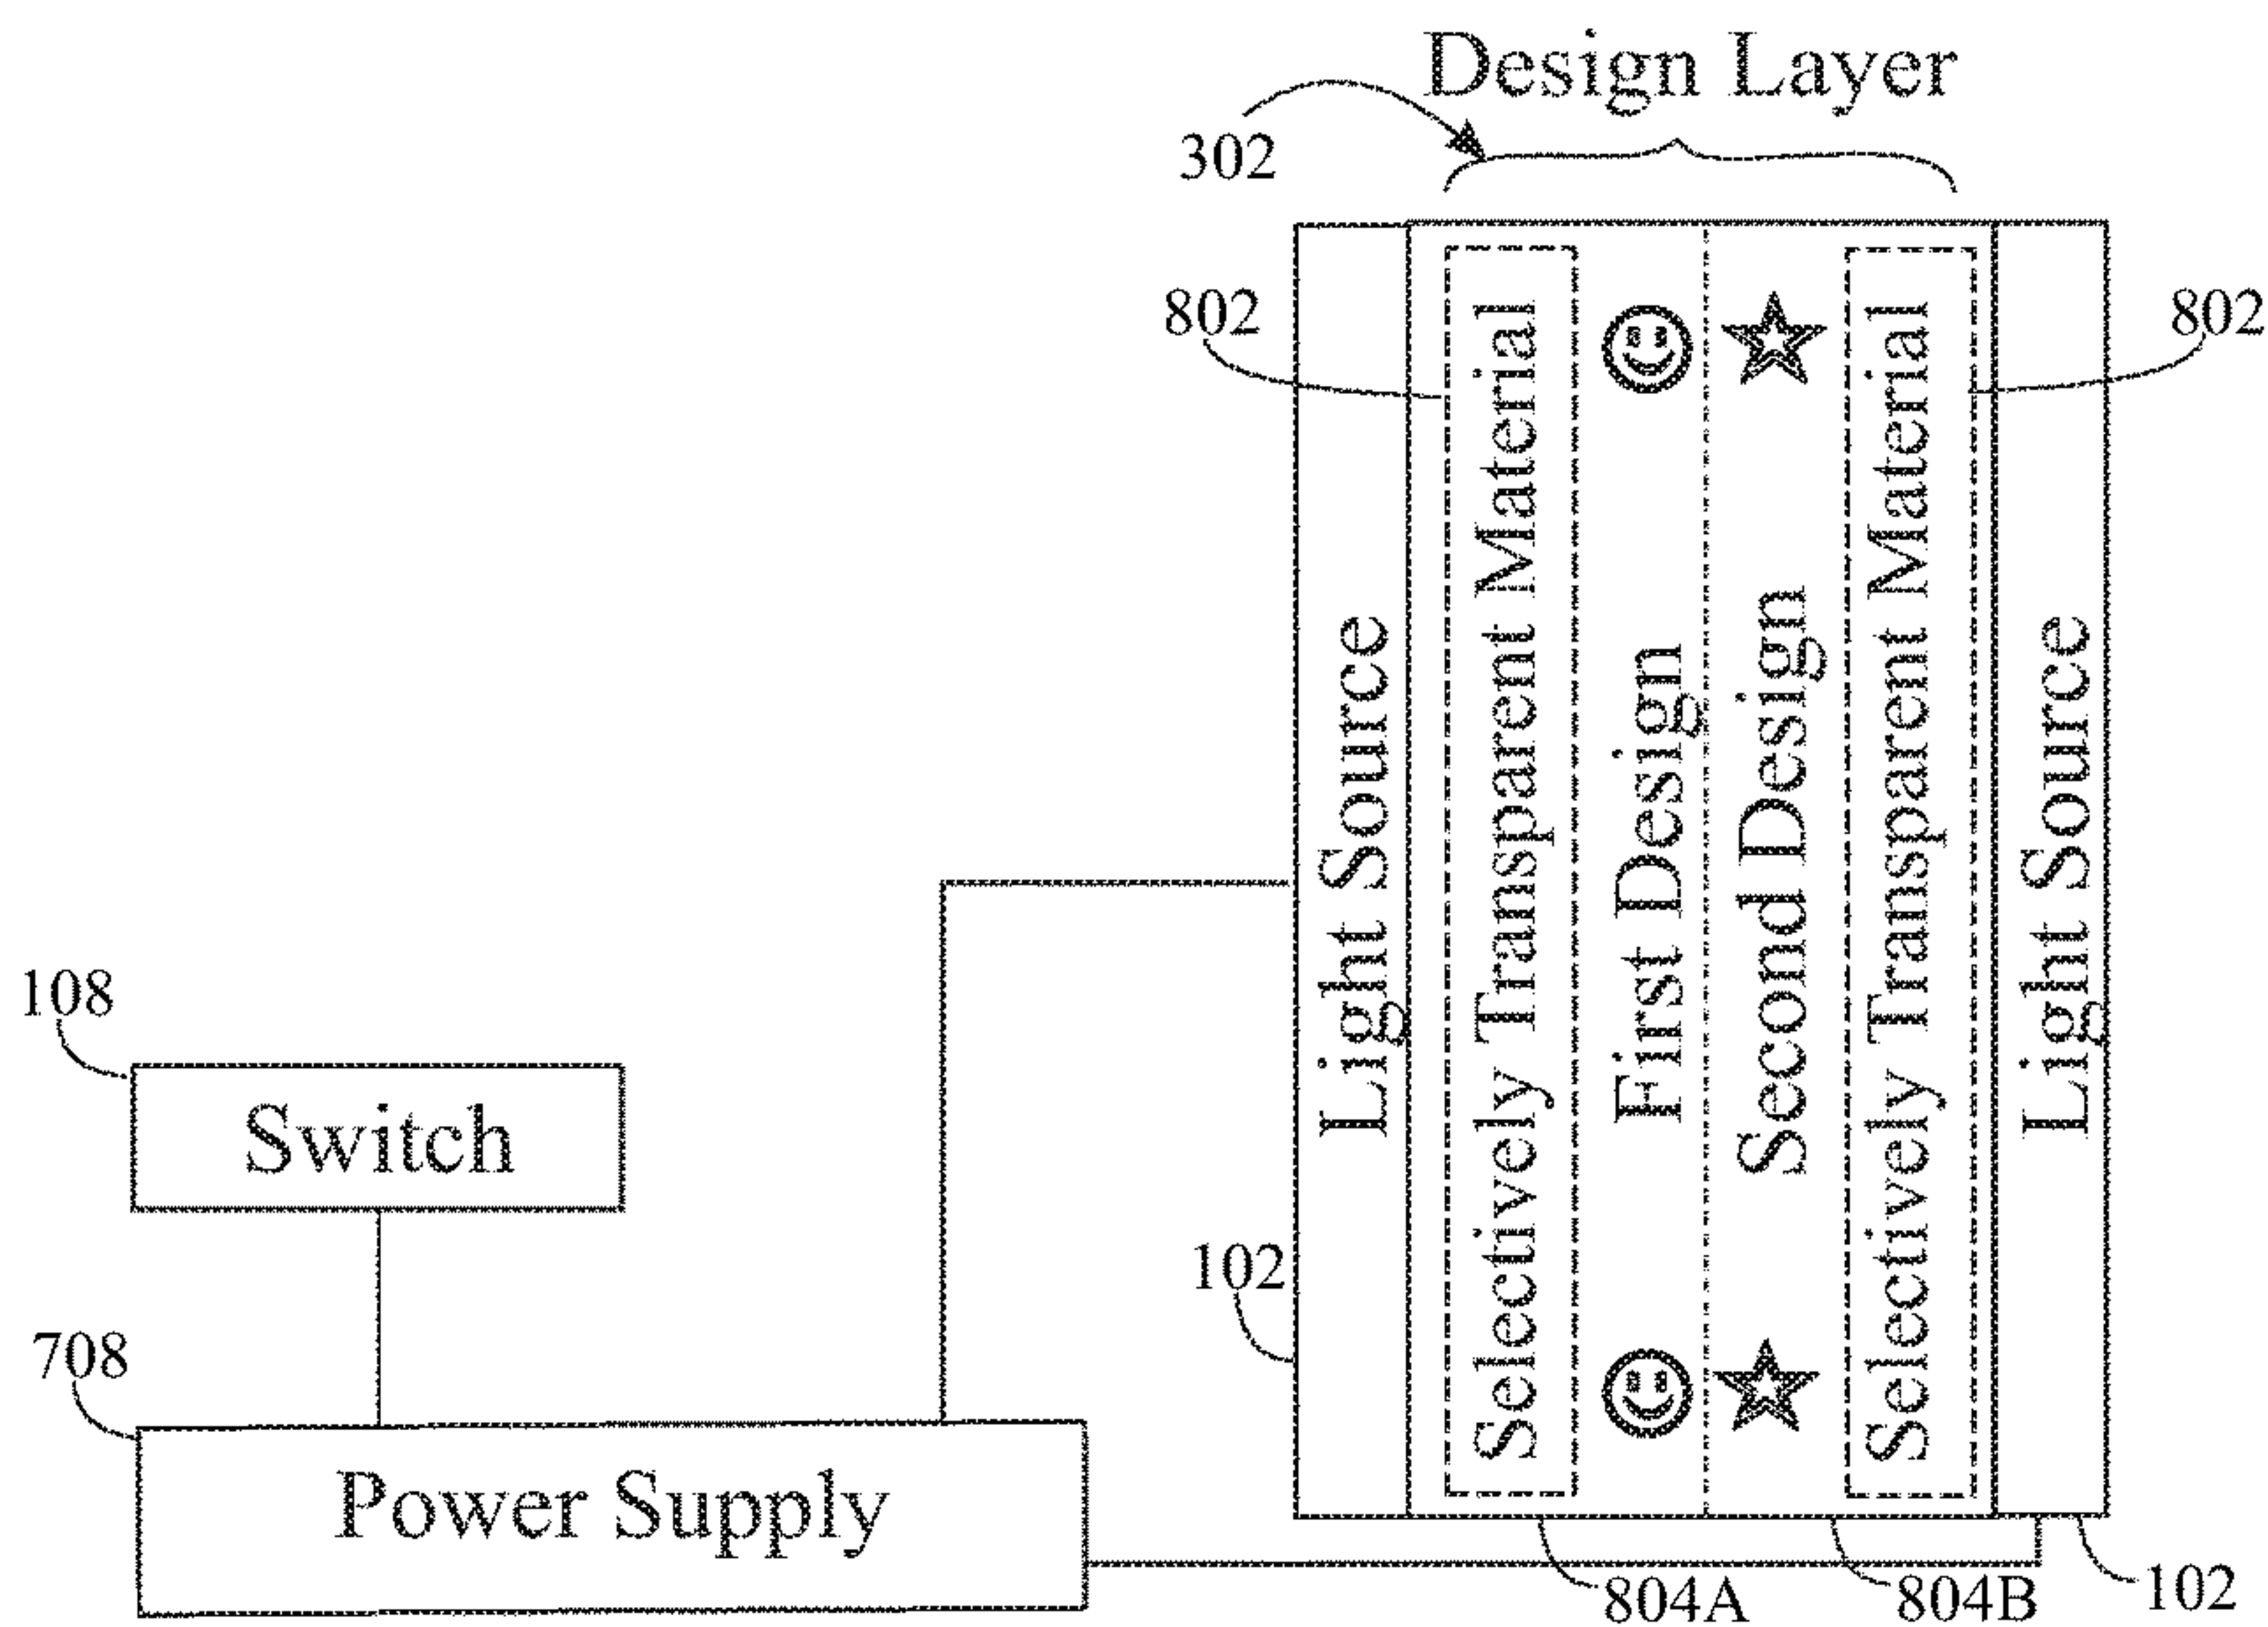 Design Layer
302
802
802
Light Source
Selectively Transparent Material
First Design
Second Design
Selectively Transparent Material
Light Source
108
Switch
102
708
Power Supply
804A
804B
102